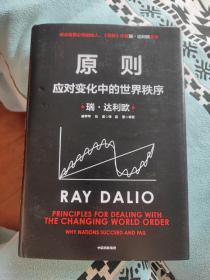 原则
应对变化中的世界秩序
瑞·达利欧
RAY DALIO
PRINCIPLES FOR DEALING WITH
THE CHANGING WORLD ORDER
WHY NATIONS SUCCEED AND FAIL